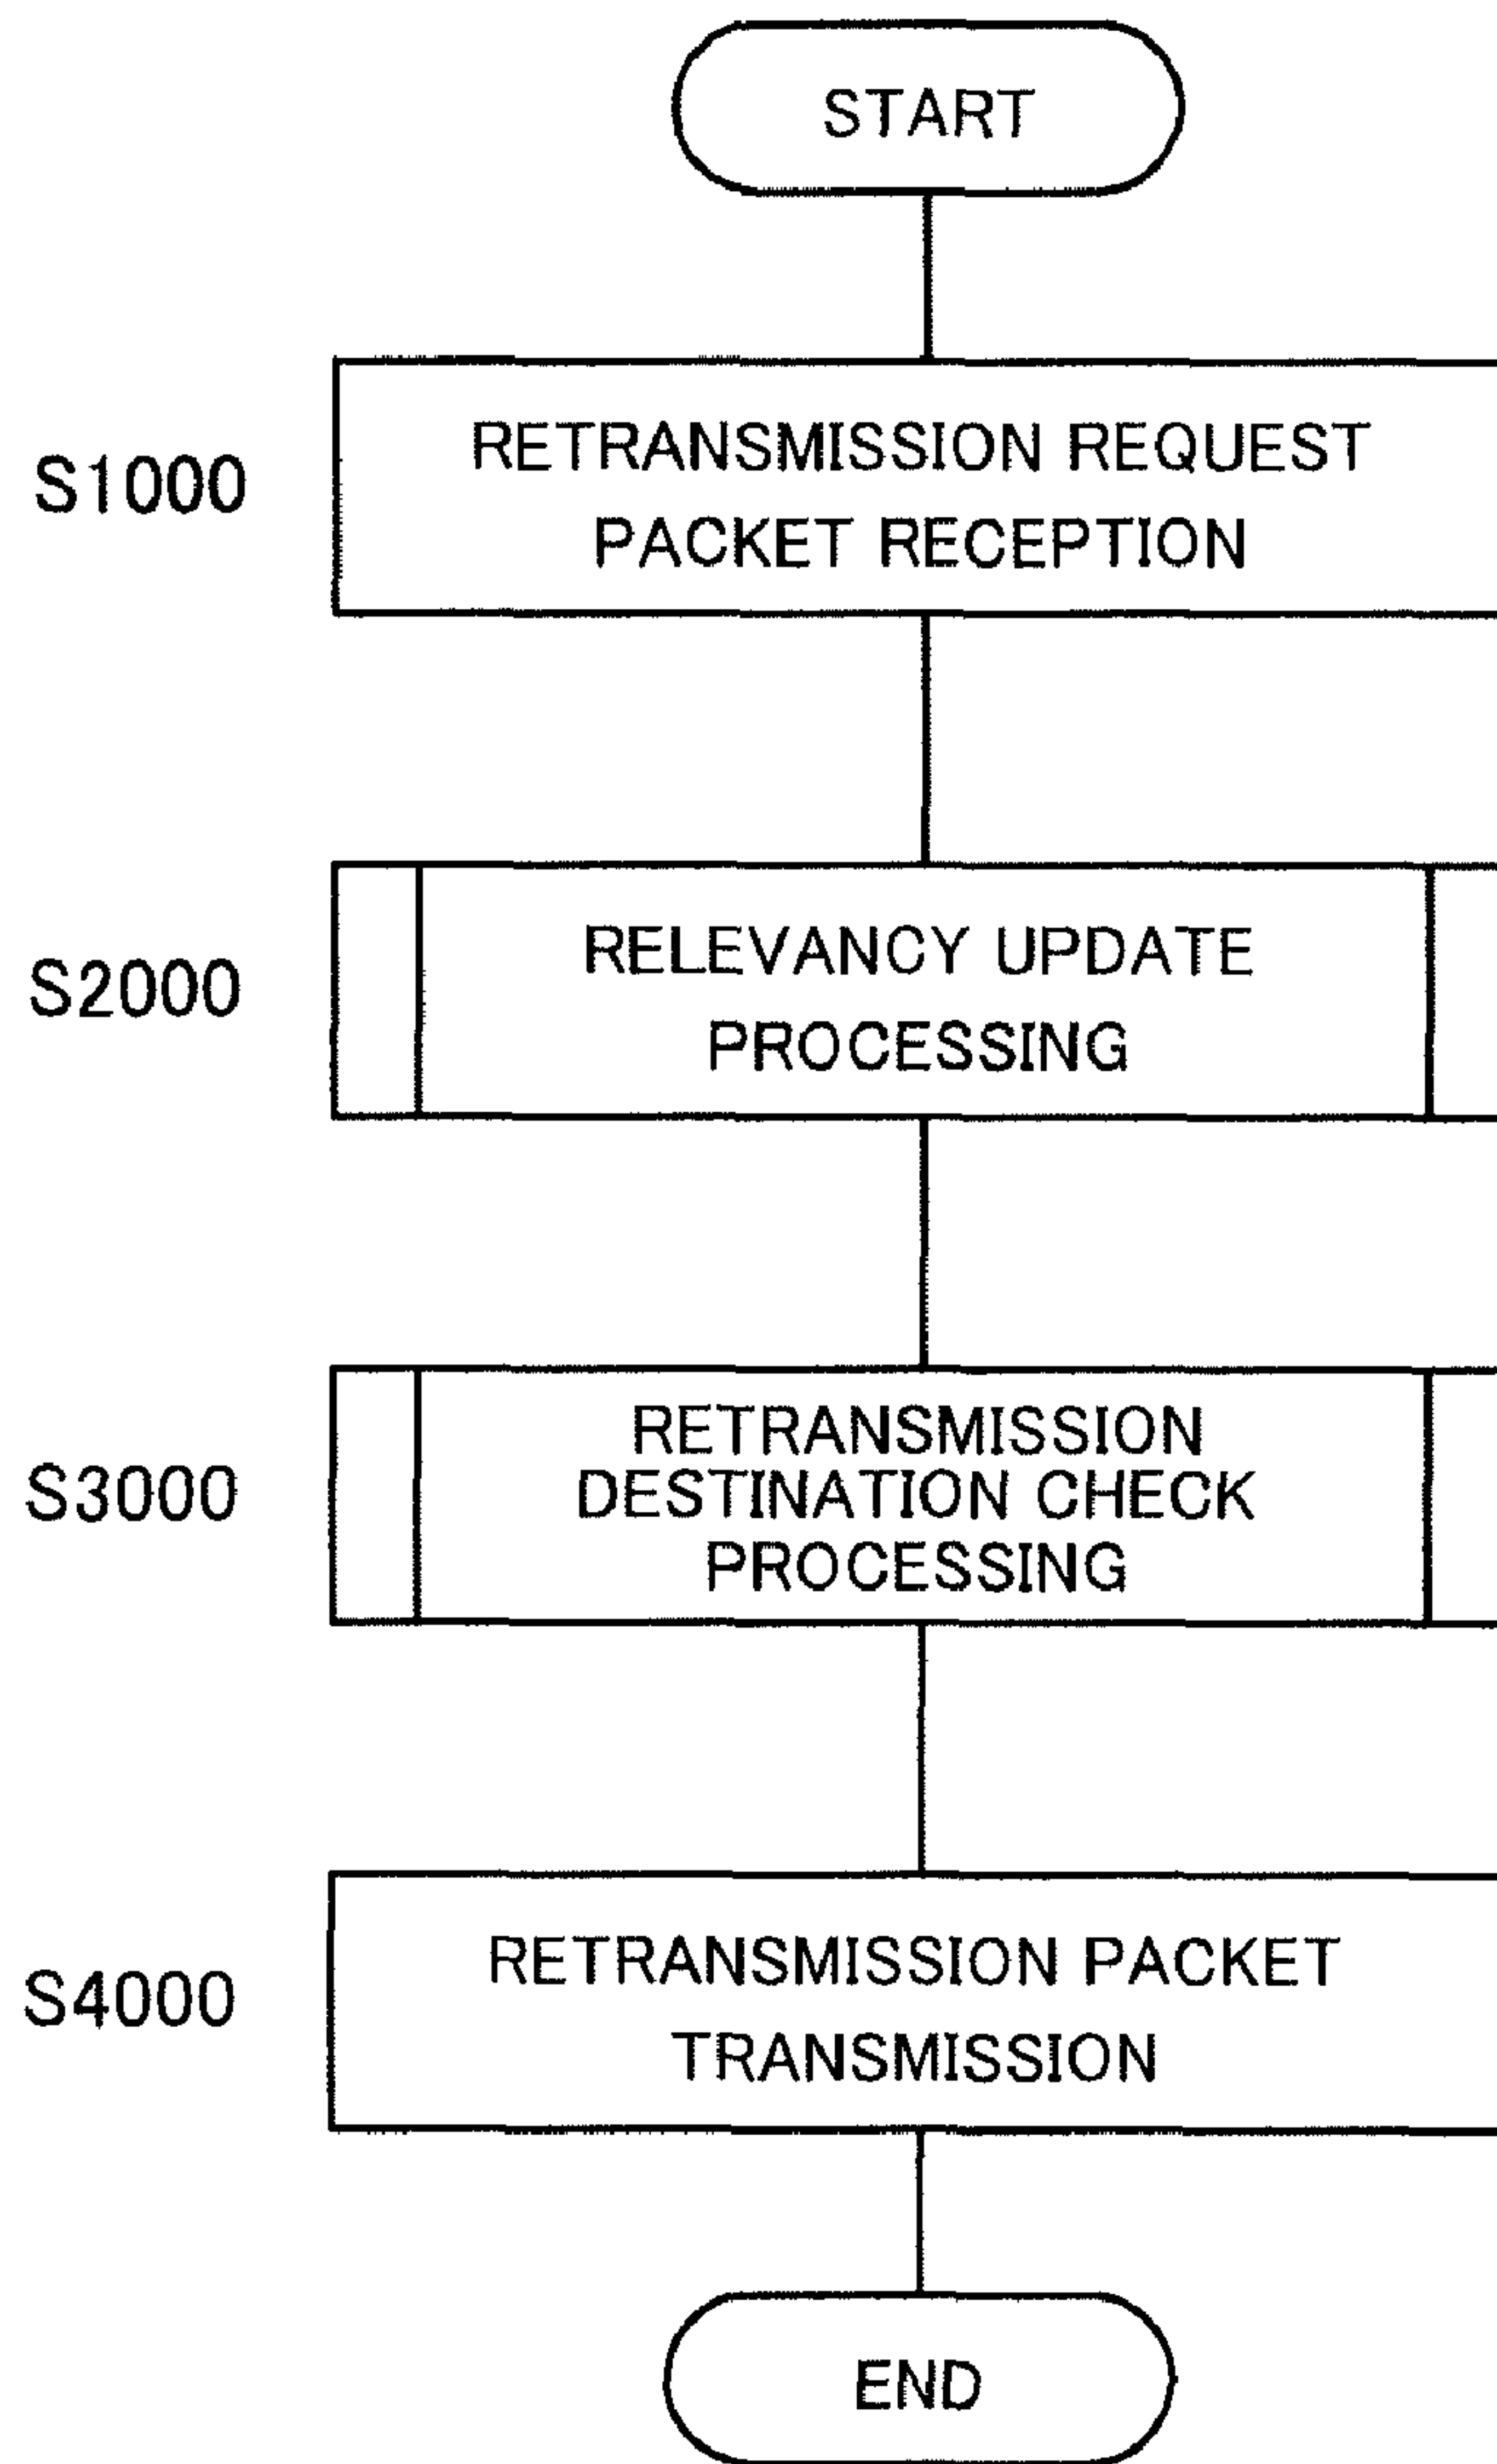 START
S1000
RETRANSMISSION REQUEST
PACKET RECEPTION
S2000
RELEVANCY UPDATE
PROCESSING
S3000
RETRANSMISSION
DESTINATION CHECK
PROCESSING
S4000
RETRANSMISSION PACKET
TRANSMISSION
END